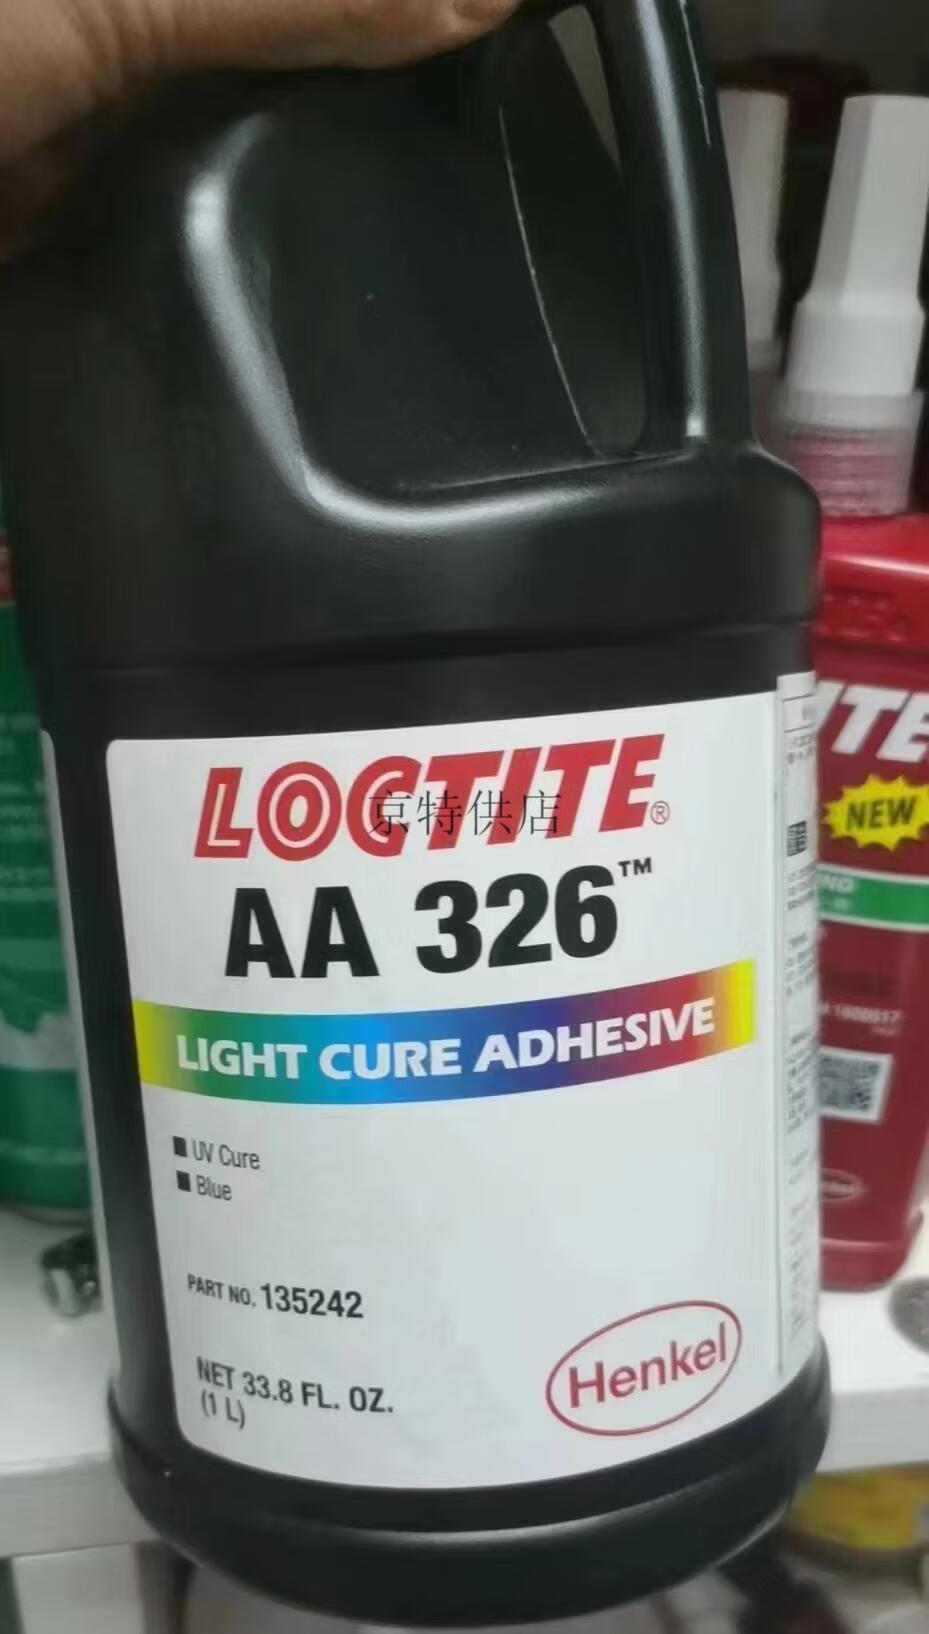 LOCTITE®
京特供店
AA 326™
LIGHT CURE ADHESIVE
■ UV Cure
■ Blue
PART NO. 135242
NET 33.8 FL. OZ.
(1 L)
Henkel
NEW